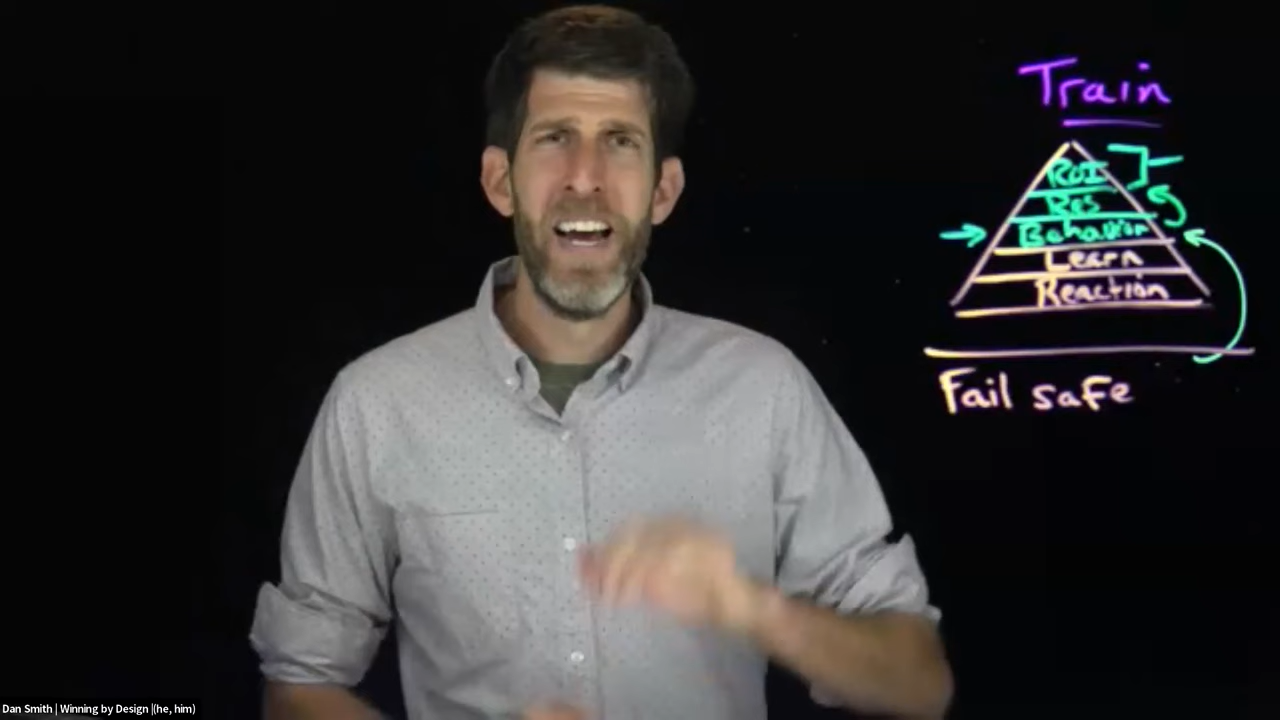 Train
ROI
Res
Behavior
Learn
Reaction
Fail safe
Dan Smith | Winning by Design |(he, him)